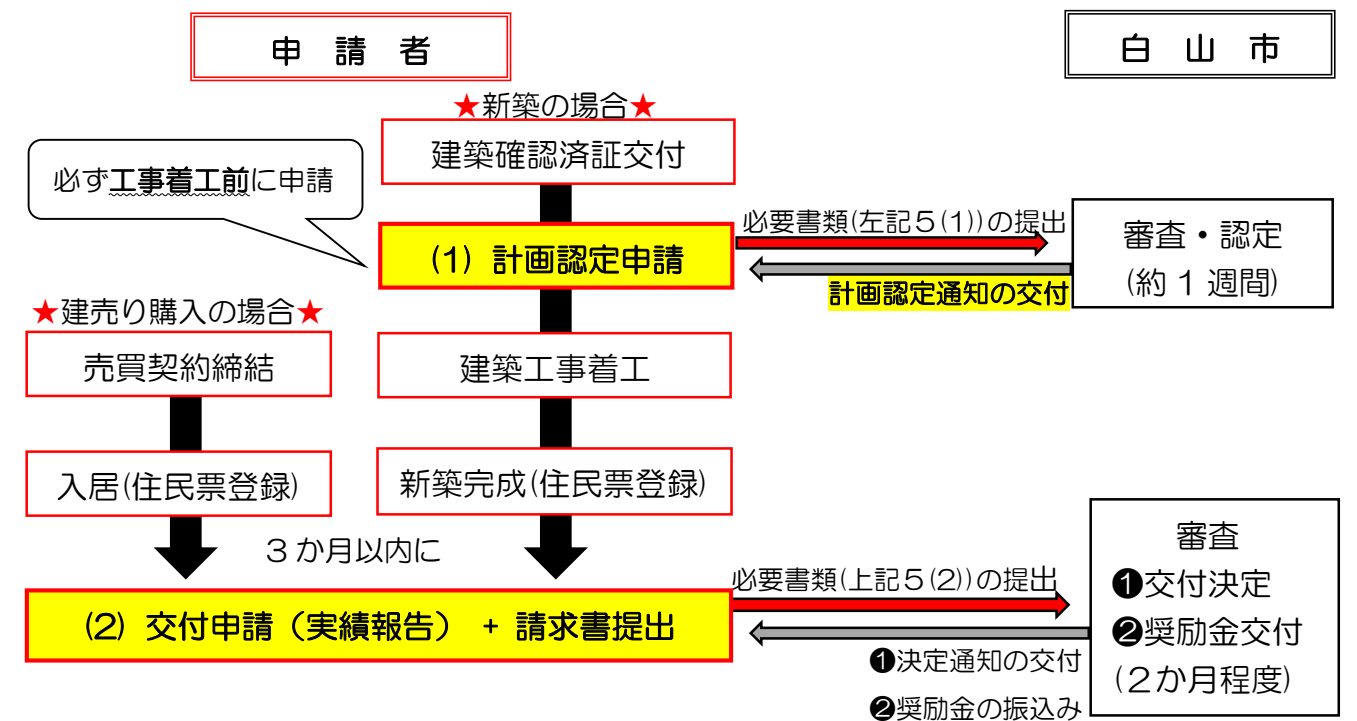 申 請 者
白 山 市
★新築の場合★
建築確認済証交付
必ず工事着工前に申請
(1) 計画認定申請
必要書類(左記5(1))の提出
計画認定通知の交付
審査・認定
(約 1 週間)
★建売り購入の場合★
売買契約締結
建築工事着工
入居(住民票登録)
新築完成(住民票登録)
3 か月以内に
(2) 交付申請（実績報告） + 請求書提出
必要書類(上記5(2))の提出
❶決定通知の交付
❷奨励金の振込み
審査
❶交付決定
❷奨励金交付
(2か月程度)